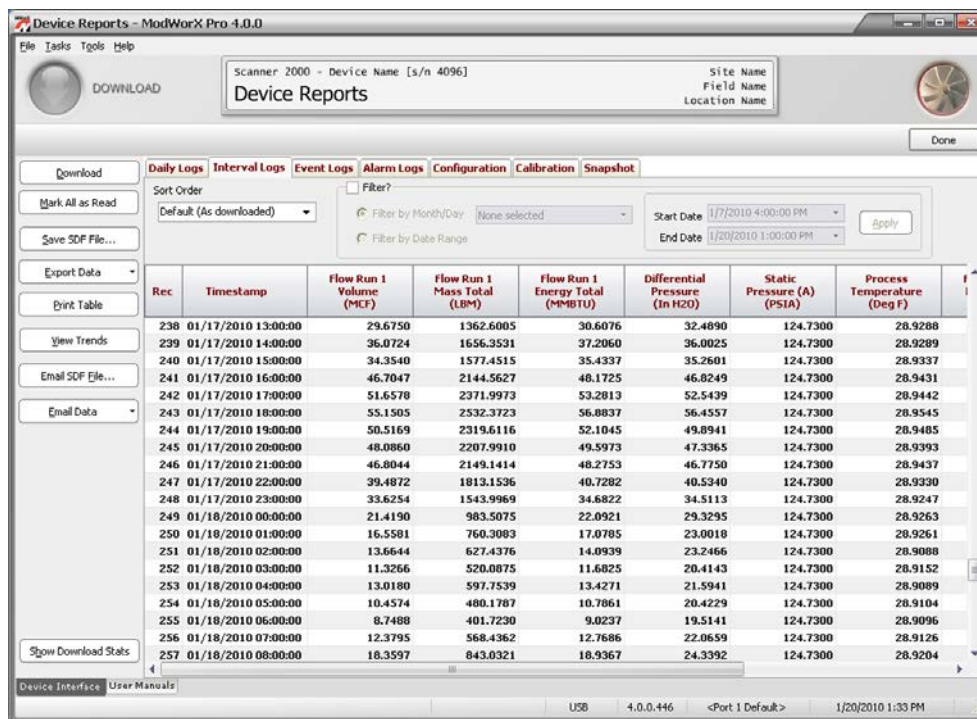 Device Reports - ModWorX Pro 4.0.0
File Tasks Tools Help
DOWNLOAD
Scanner 2000 - Device Name [s/n 4096]
Device Reports
Site Name
Field Name
Location Name
Done
Download
Mark All as Read
Save SDF File...
Export Data
Print Table
View Trends
Email SDF File...
Email Data
Show Download Stats
Daily Logs Interval Logs Event Logs Alarm Logs Configuration Calibration Snapshot
Sort Order
Default (As downloaded)
Filter?
Filter by Month/Day None selected
Filter by Date Range
Start Date 1/7/2010 4:00:00 PM
End Date 1/20/2010 1:00:00 PM
Apply
Rec Timestamp Flow Run 1 Volume (MCF) Flow Run 1 Mass Total (LBM) Flow Run 1 Energy Total (MMBTU) Differential Pressure (In H2O) Static Pressure (A) (PSIA) Process Temperature (Deg F)
238 01/17/2010 13:00:00 29.6750 1362.6005 30.6076 32.4890 124.7300 28.9288
239 01/17/2010 14:00:00 36.0724 1656.3531 37.2060 36.0025 124.7300 28.9289
240 01/17/2010 15:00:00 34.3540 1577.4515 35.4337 35.2601 124.7300 28.9337
241 01/17/2010 16:00:00 46.7047 2144.5627 48.1725 46.8249 124.7300 28.9431
242 01/17/2010 17:00:00 51.6578 2371.9973 53.2813 52.5439 124.7300 28.9442
243 01/17/2010 18:00:00 55.1505 2532.3723 56.8837 56.4557 124.7300 28.9545
244 01/17/2010 19:00:00 50.5169 2319.6116 52.1045 49.8941 124.7300 28.9485
245 01/17/2010 20:00:00 48.0860 2207.9910 49.5973 47.3365 124.7300 28.9393
246 01/17/2010 21:00:00 46.8044 2149.1414 48.2753 46.7750 124.7300 28.9437
247 01/17/2010 22:00:00 39.4872 1813.1536 40.7282 40.5340 124.7300 28.9330
248 01/17/2010 23:00:00 33.6254 1543.9969 34.6822 34.5113 124.7300 28.9247
249 01/18/2010 00:00:00 21.4190 983.5075 22.0921 29.3295 124.7300 28.9263
250 01/18/2010 01:00:00 16.5581 760.3083 17.0785 23.0018 124.7300 28.9261
251 01/18/2010 02:00:00 13.6644 627.4376 14.0939 23.2466 124.7300 28.9088
252 01/18/2010 03:00:00 11.3266 520.0875 11.6825 20.4143 124.7300 28.9152
253 01/18/2010 04:00:00 13.0180 597.7539 13.4271 21.5941 124.7300 28.9089
254 01/18/2010 05:00:00 10.4574 480.1787 10.7861 20.4229 124.7300 28.9104
255 01/18/2010 06:00:00 8.7488 401.7230 9.0237 19.5141 124.7300 28.9096
256 01/18/2010 07:00:00 12.3795 568.4362 12.7686 22.0659 124.7300 28.9126
257 01/18/2010 08:00:00 18.3597 843.0321 18.9367 24.3392 124.7300 28.9204
Device Interface User Manuals
USB 4.0.0.446 <Port 1 Default> 1/20/2010 1:33 PM